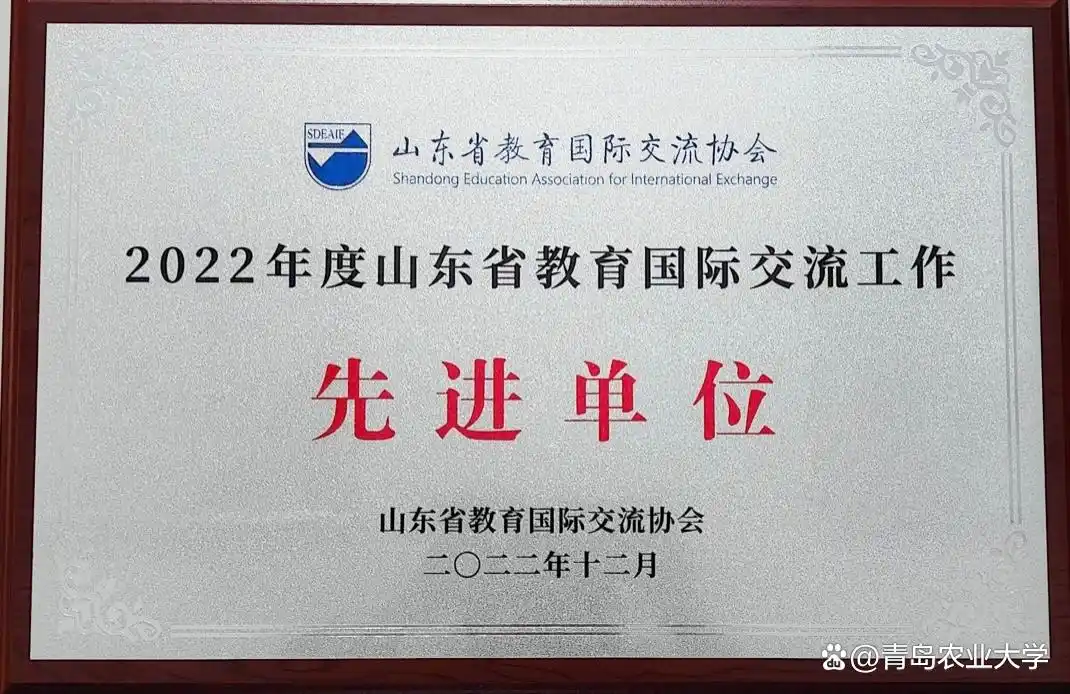 SDEAIE
山东省教育国际交流协会
Shandong Education Association for International Exchange
2022年度山东省教育国际交流工作
先进单位
山东省教育国际交流协会
二〇二二年十二月
@青岛农业大学